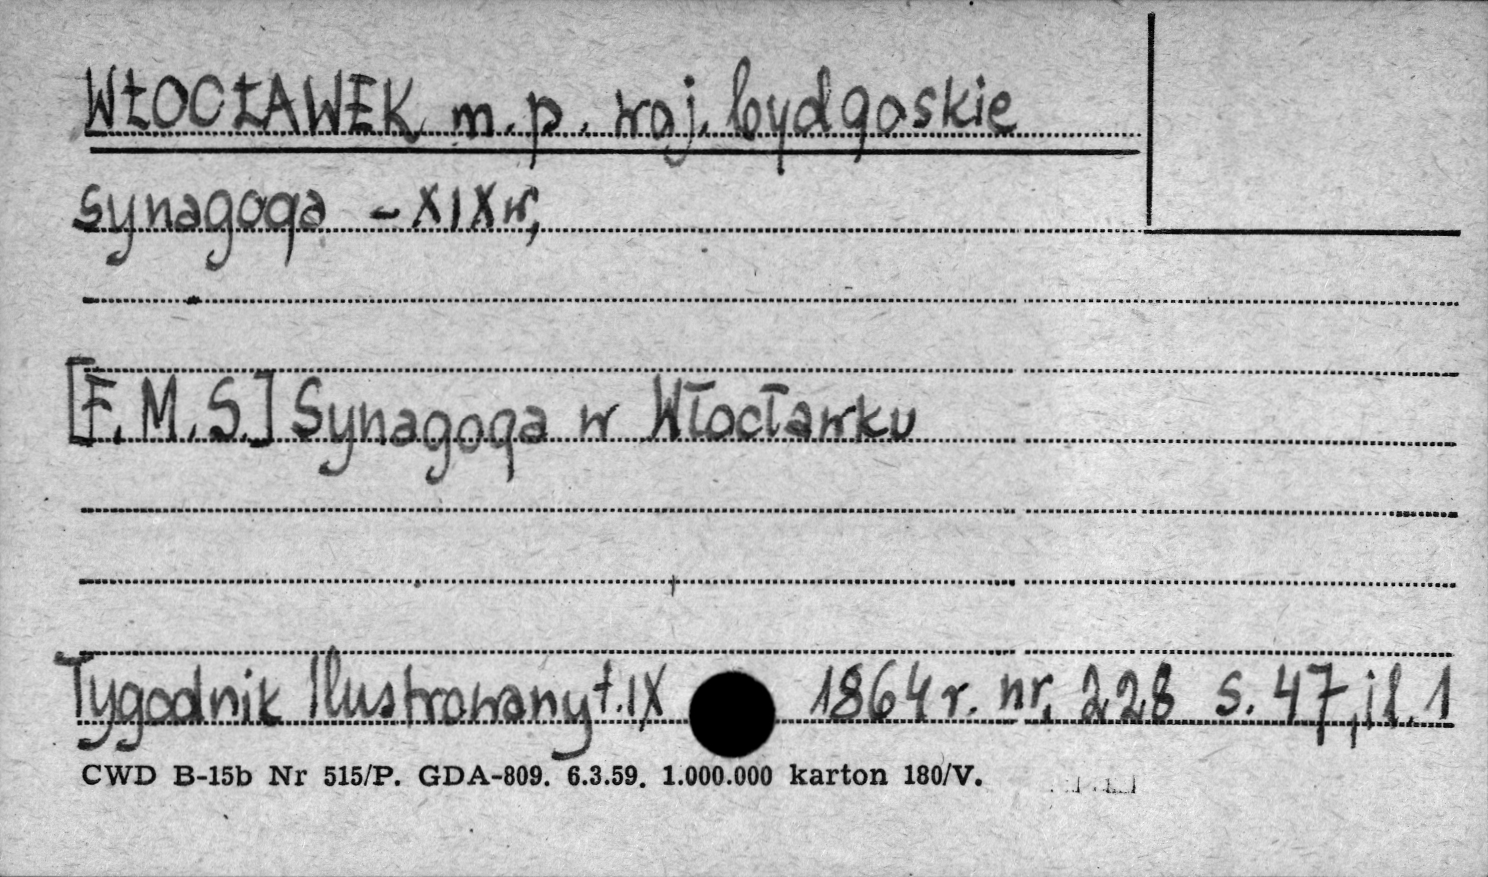 WŁOCŁAWEK m.p. woj. bydgoskie
synagoga - XIX w,
[F.M.S.] Synagoga w Włocławku
Tygodnik Ilustrowany t.IX 1864 r. nr. 228 s. 47, il. 1
CWD B-15b Nr 515/P. GDA-809. 6.3.59. 1.000.000 karton 180/V.